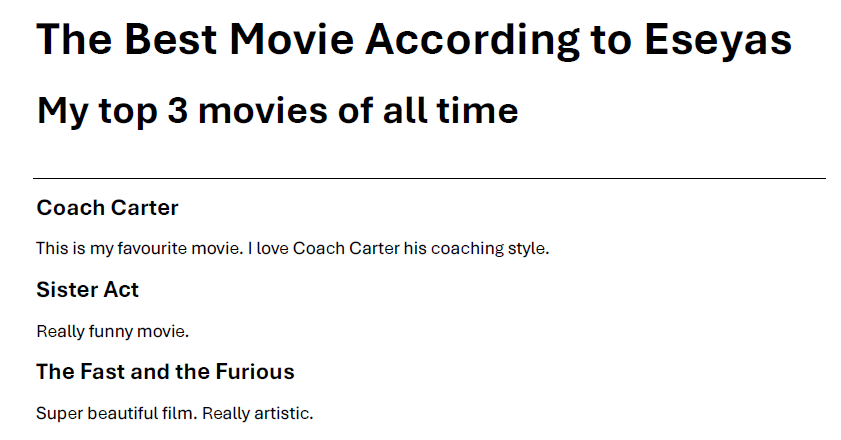 The Best Movie According to Eseyas
My top 3 movies of all time
Coach Carter
This is my favourite movie. I love Coach Carter his coaching style.
Sister Act
Really funny movie.
The Fast and the Furious
Super beautiful film. Really artistic.